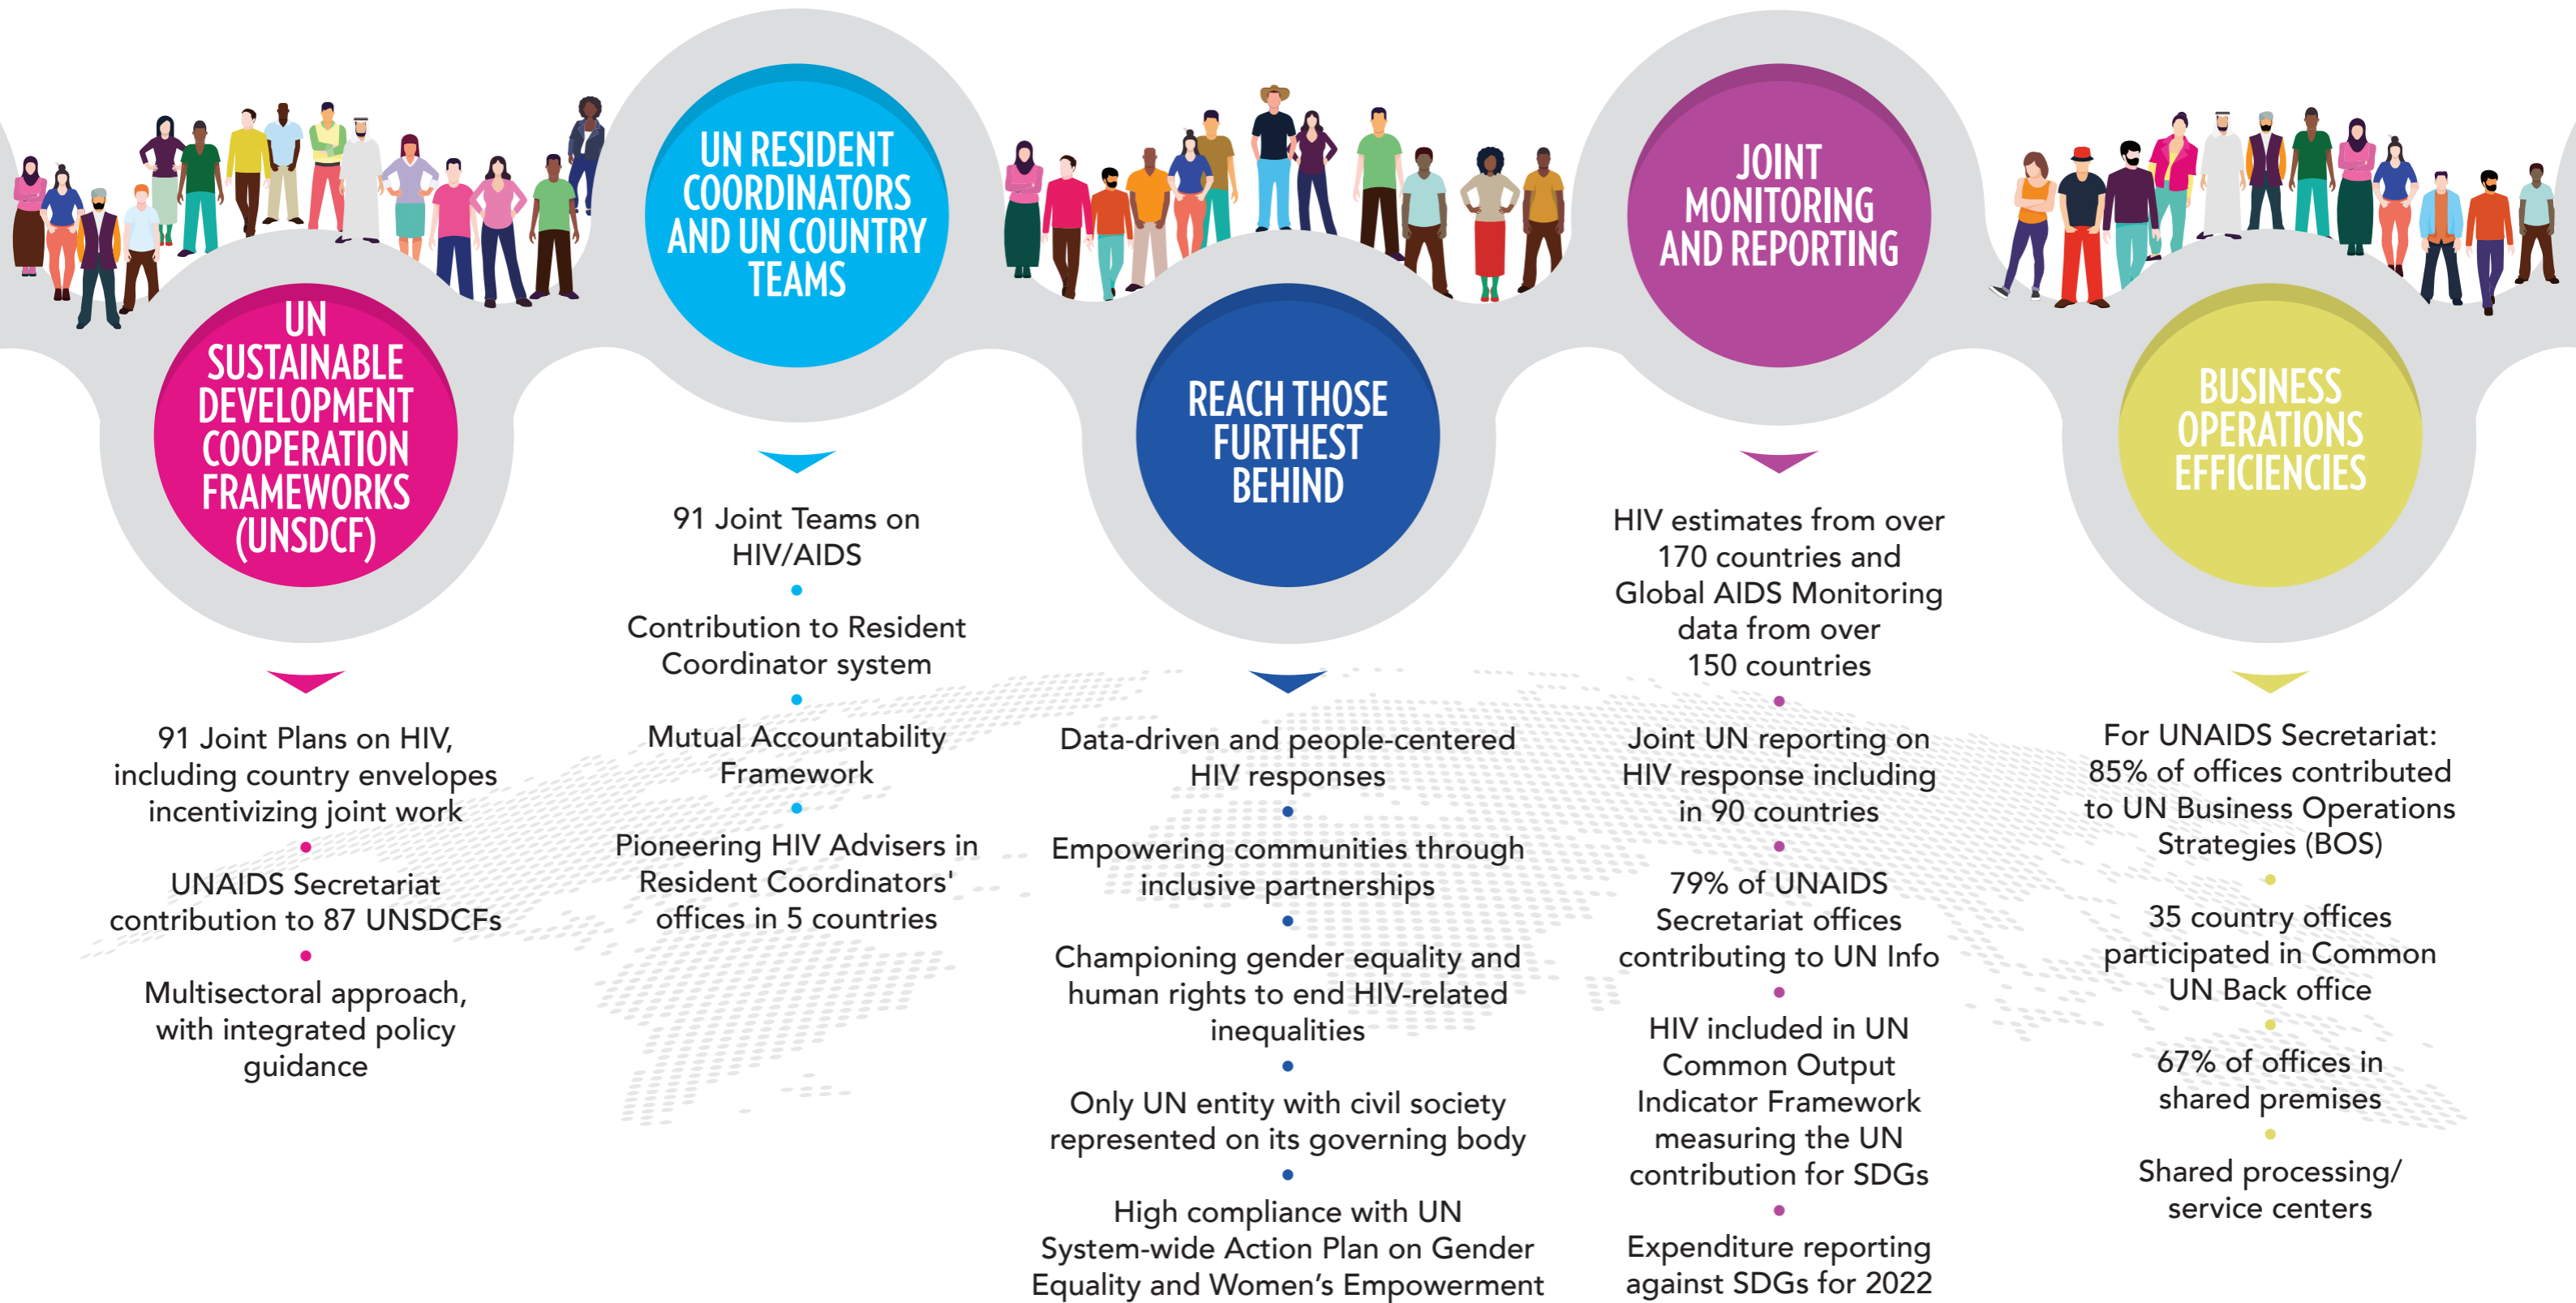 UN
SUSTAINABLE
DEVELOPMENT
COOPERATION
FRAMEWORKS
(UNSDCF)
91 Joint Plans on HIV,
including country envelopes
incentivizing joint work
UNAIDS Secretariat
contribution to 87 UNSDCFs
Multisectoral approach,
with integrated policy
guidance
UN RESIDENT
COORDINATORS
AND UN COUNTRY
TEAMS
91 Joint Teams on
HIV/AIDS
Contribution to Resident
Coordinator system
Mutual Accountability
Framework
Pioneering HIV Advisers in
Resident Coordinators'
offices in 5 countries
REACH THOSE
FURTHEST
BEHIND
Data-driven and people-centered
HIV responses
Empowering communities through
inclusive partnerships
Championing gender equality and
human rights to end HIV-related
inequalities
Only UN entity with civil society
represented on its governing body
High compliance with UN
System-wide Action Plan on Gender
Equality and Women’s Empowerment
JOINT
MONITORING
AND REPORTING
HIV estimates from over
170 countries and
Global AIDS Monitoring
data from over
150 countries
Joint UN reporting on
HIV response including
in 90 countries
79% of UNAIDS
Secretariat offices
contributing to UN Info
HIV included in UN
Common Output
Indicator Framework
measuring the UN
contribution for SDGs
Expenditure reporting
against SDGs for 2022
BUSINESS
OPERATIONS
EFFICIENCIES
For UNAIDS Secretariat:
85% of offices contributed
to UN Business Operations
Strategies (BOS)
35 country offices
participated in Common
UN Back office
67% of offices in
shared premises
Shared processing/
service centers